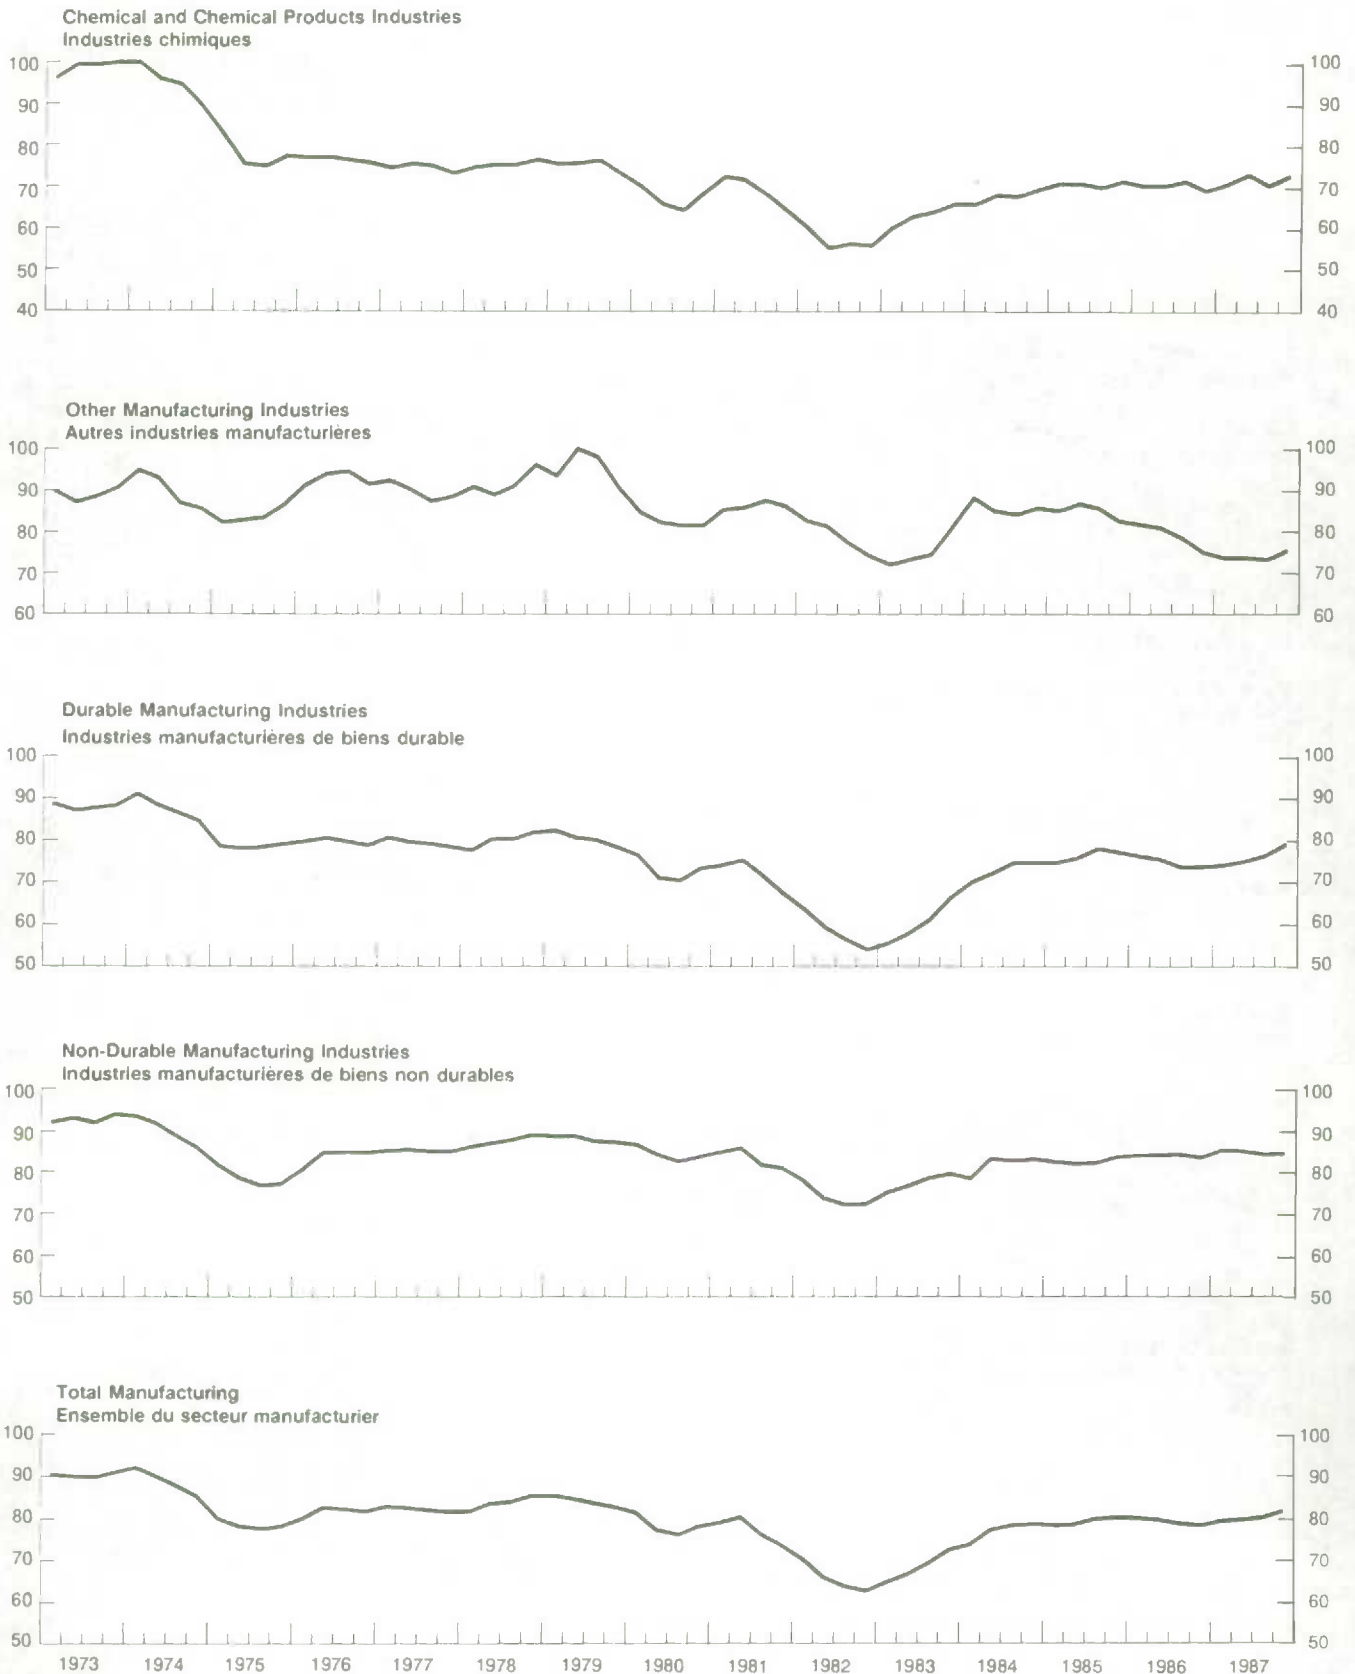 Chemical and Chemical Products Industries
Industries chimiques
100 100
90 90
80 80
70 70
60 60
50 50
40 40
Other Manufacturing Industries
Autres industries manufacturières
100 100
90 90
80 80
70 70
60 60
Durable Manufacturing Industries
Industries manufacturières de biens durable
100 100
90 90
80 80
70 70
60 60
50 50
Non-Durable Manufacturing Industries
Industries manufacturières de biens non durables
100 100
90 90
80 80
70 70
60 60
50 50
Total Manufacturing
Ensemble du secteur manufacturier
100 100
90 90
80 80
70 70
60 60
50 50
1973 1974 1975 1976 1977 1978 1979 1980 1981 1982 1983 1984 1985 1986 1987